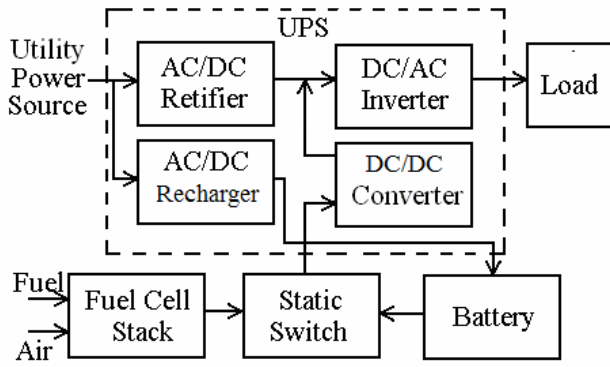 UPS
Utility
Power
Source
AC/DC
Retifier
DC/AC
Inverter
Load
AC/DC
Recharger
DC/DC
Converter
Fuel
Air
Fuel Cell
Stack
Static
Switch
Battery